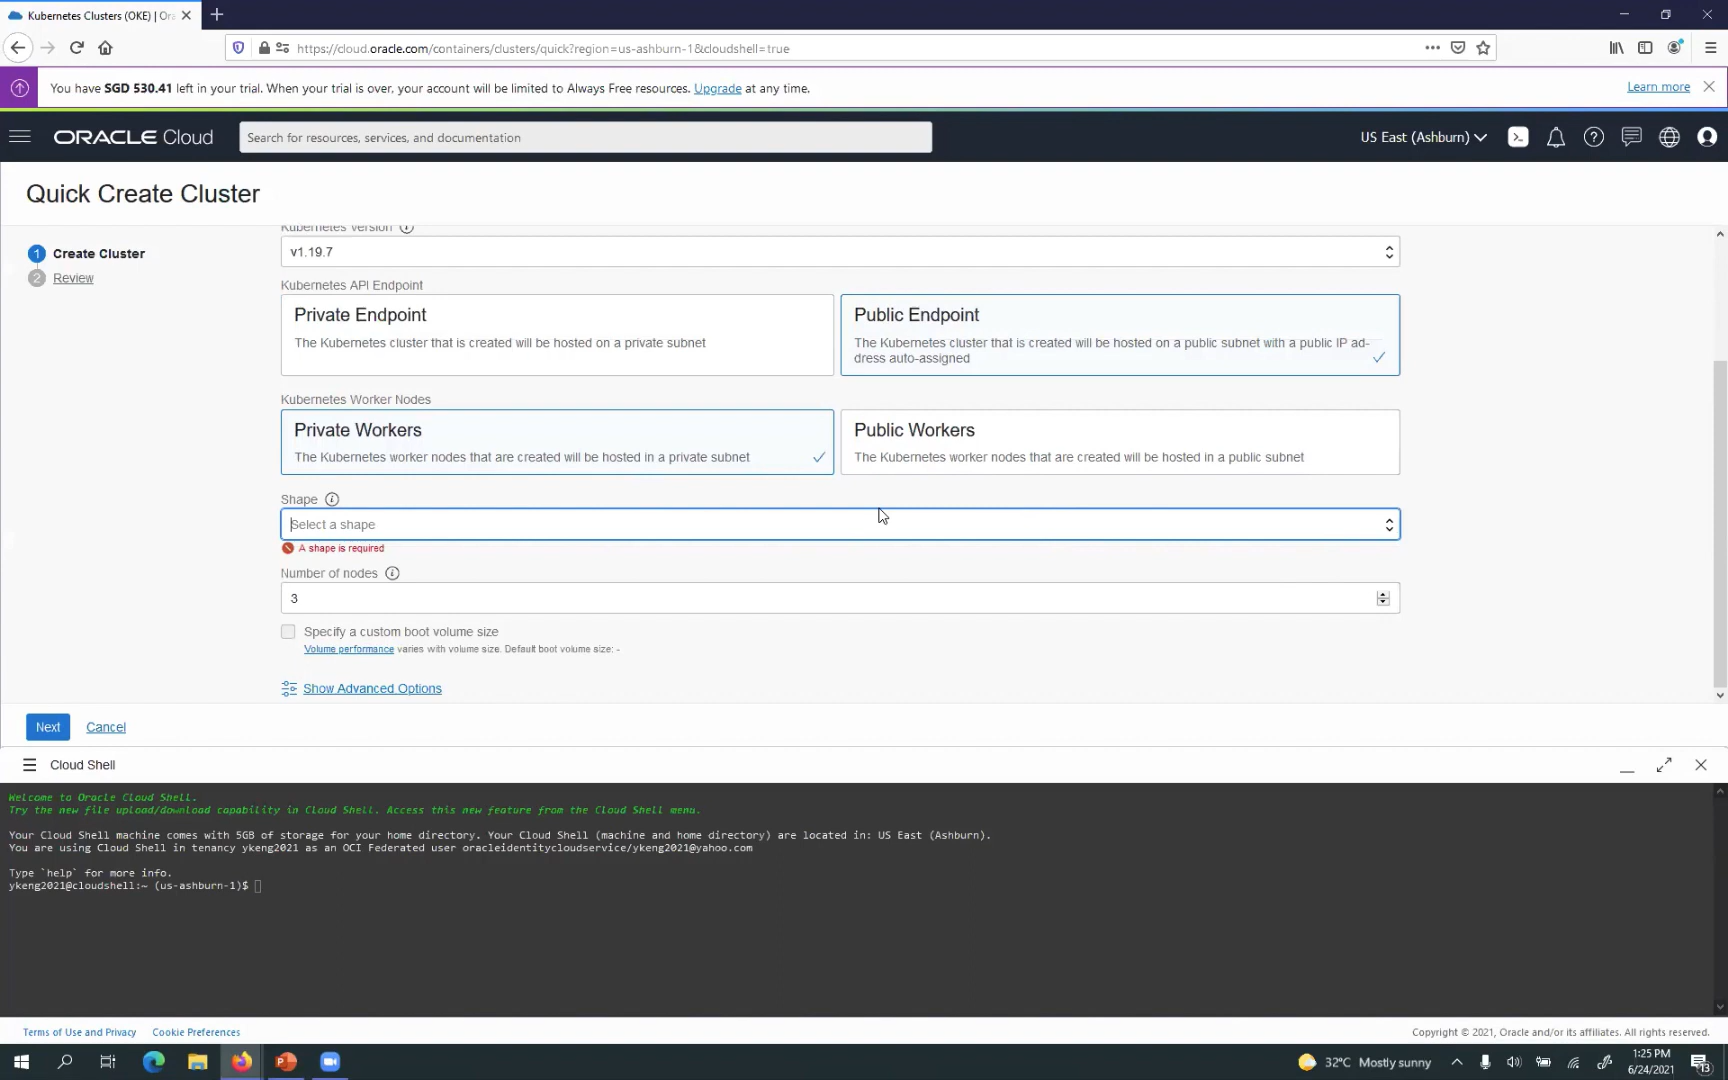 Kubernetes Clusters (OKE) | Ora
https://cloud.oracle.com/containers/clusters/quick?region=us-ashburn-1&cloudshell=true
You have SGD 530.41 left in your trial. When your trial is over, your account will be limited to Always Free resources. Upgrade at any time.
Learn more
ORACLE Cloud
Search for resources, services, and documentation
US East (Ashburn)
Quick Create Cluster
1 Create Cluster
2 Review
Kubernetes Version
v1.19.7
Kubernetes API Endpoint
Private Endpoint
The Kubernetes cluster that is created will be hosted on a private subnet
Public Endpoint
The Kubernetes cluster that is created will be hosted on a public subnet with a public IP ad-
dress auto-assigned
Kubernetes Worker Nodes
Private Workers
The Kubernetes worker nodes that are created will be hosted in a private subnet
Public Workers
The Kubernetes worker nodes that are created will be hosted in a public subnet
Shape
Select a shape
A shape is required
Number of nodes
3
Specify a custom boot volume size
Volume performance varies with volume size. Default boot volume size: -
Show Advanced Options
Next
Cancel
Cloud Shell
Welcome to Oracle Cloud Shell.
Try the new file upload/download capability in Cloud Shell. Access this new feature from the Cloud Shell menu.
Your Cloud Shell machine comes with 5GB of storage for your home directory. Your Cloud Shell (machine and home directory) are located in: US East (Ashburn).
You are using Cloud Shell in tenancy ykeng2021 as an OCI Federated user oracleidentitycloudservice/ykeng2021@yahoo.com
Type `help` for more info.
ykeng2021@cloudshell:~ (us-ashburn-1)$
Terms of Use and Privacy
Cookie Preferences
Copyright © 2021, Oracle and/or its affiliates. All rights reserved.
32°C Mostly sunny
1:25 PM
6/24/2021
13